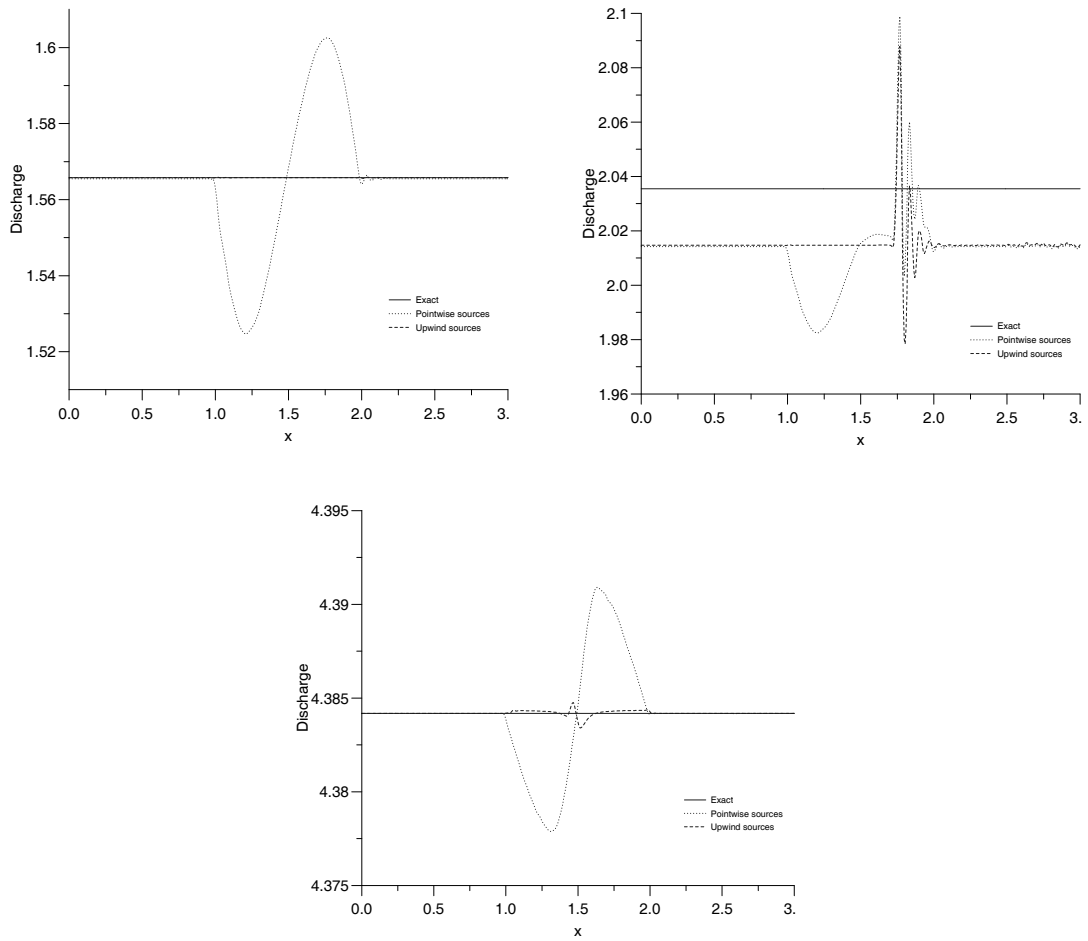 1.6
1.58
1.56
1.54
1.52
Discharge
0.0 0.5 1.0 1.5 2.0 2.5 3.
x
Exact
Pointwise sources
Upwind sources
2.1
2.08
2.06
2.04
2.02
2.0
1.98
1.96
Discharge
0.0 0.5 1.0 1.5 2.0 2.5 3.
x
Exact
Pointwise sources
Upwind sources
4.395
4.39
4.385
4.38
4.375
Discharge
0.0 0.5 1.0 1.5 2.0 2.5 3.
x
Exact
Pointwise sources
Upwind sources